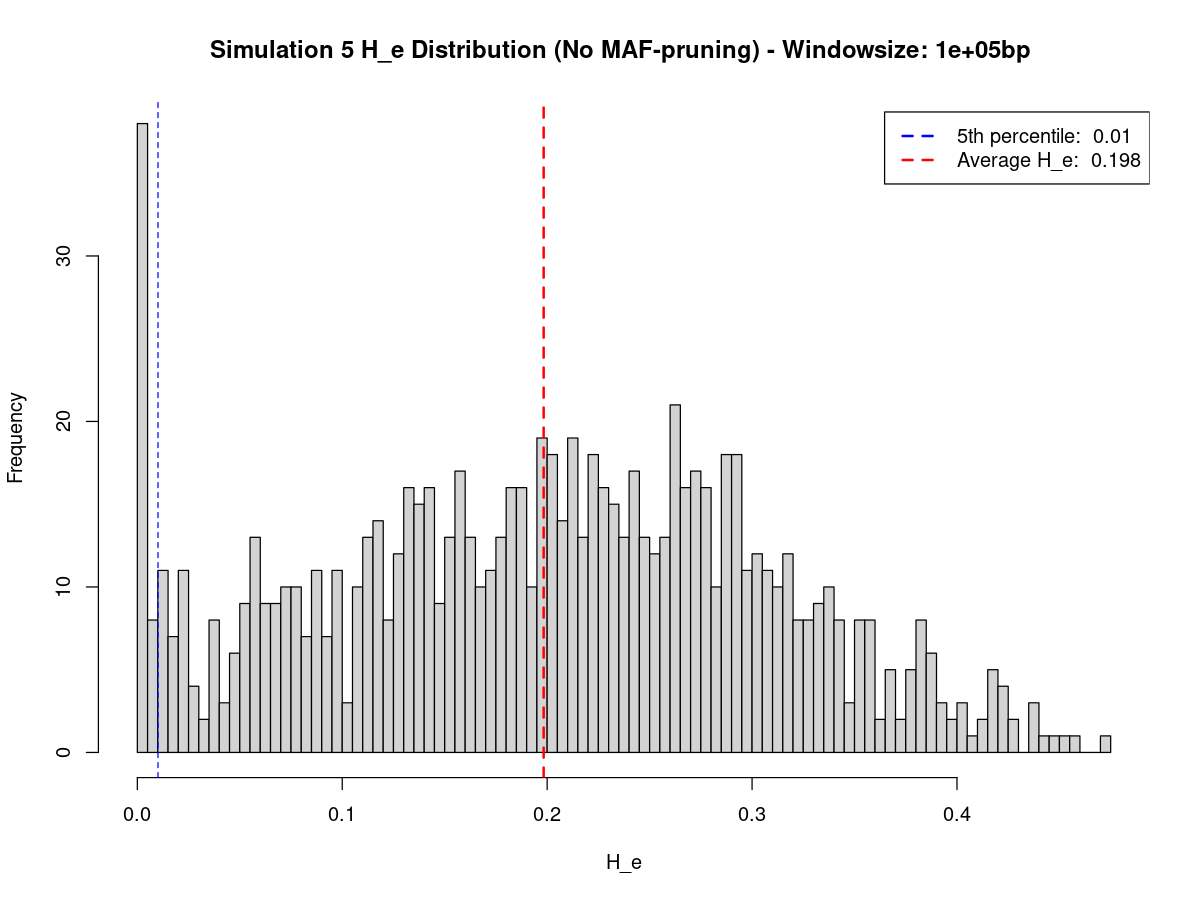 Simulation 5 H_e Distribution (No MAF-pruning) - Windowsize: 1e+05bp
5th percentile:  0.01
Average H_e:  0.198
Frequency
30
20
10
0
0.0 0.1 0.2 0.3 0.4
H_e